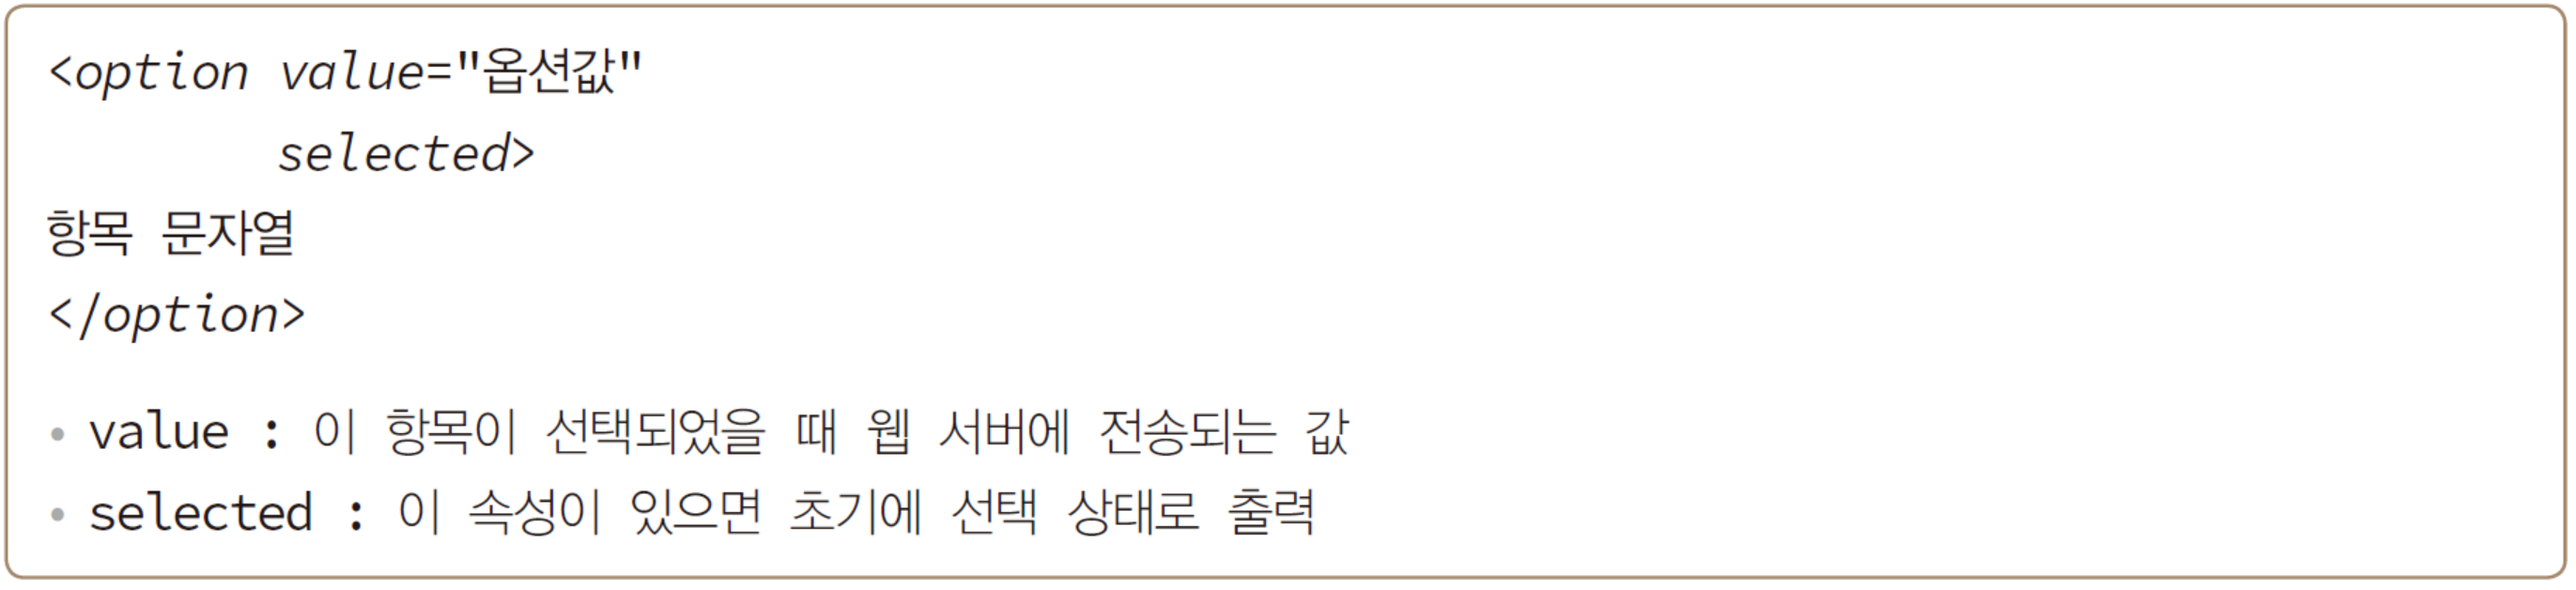 <option value="옵션값"
selected>
항목 문자열
</option>
• value : 이 항목이 선택되었을 때 웹 서버에 전송되는 값
• selected : 이 속성이 있으면 초기에 선택 상태로 출력